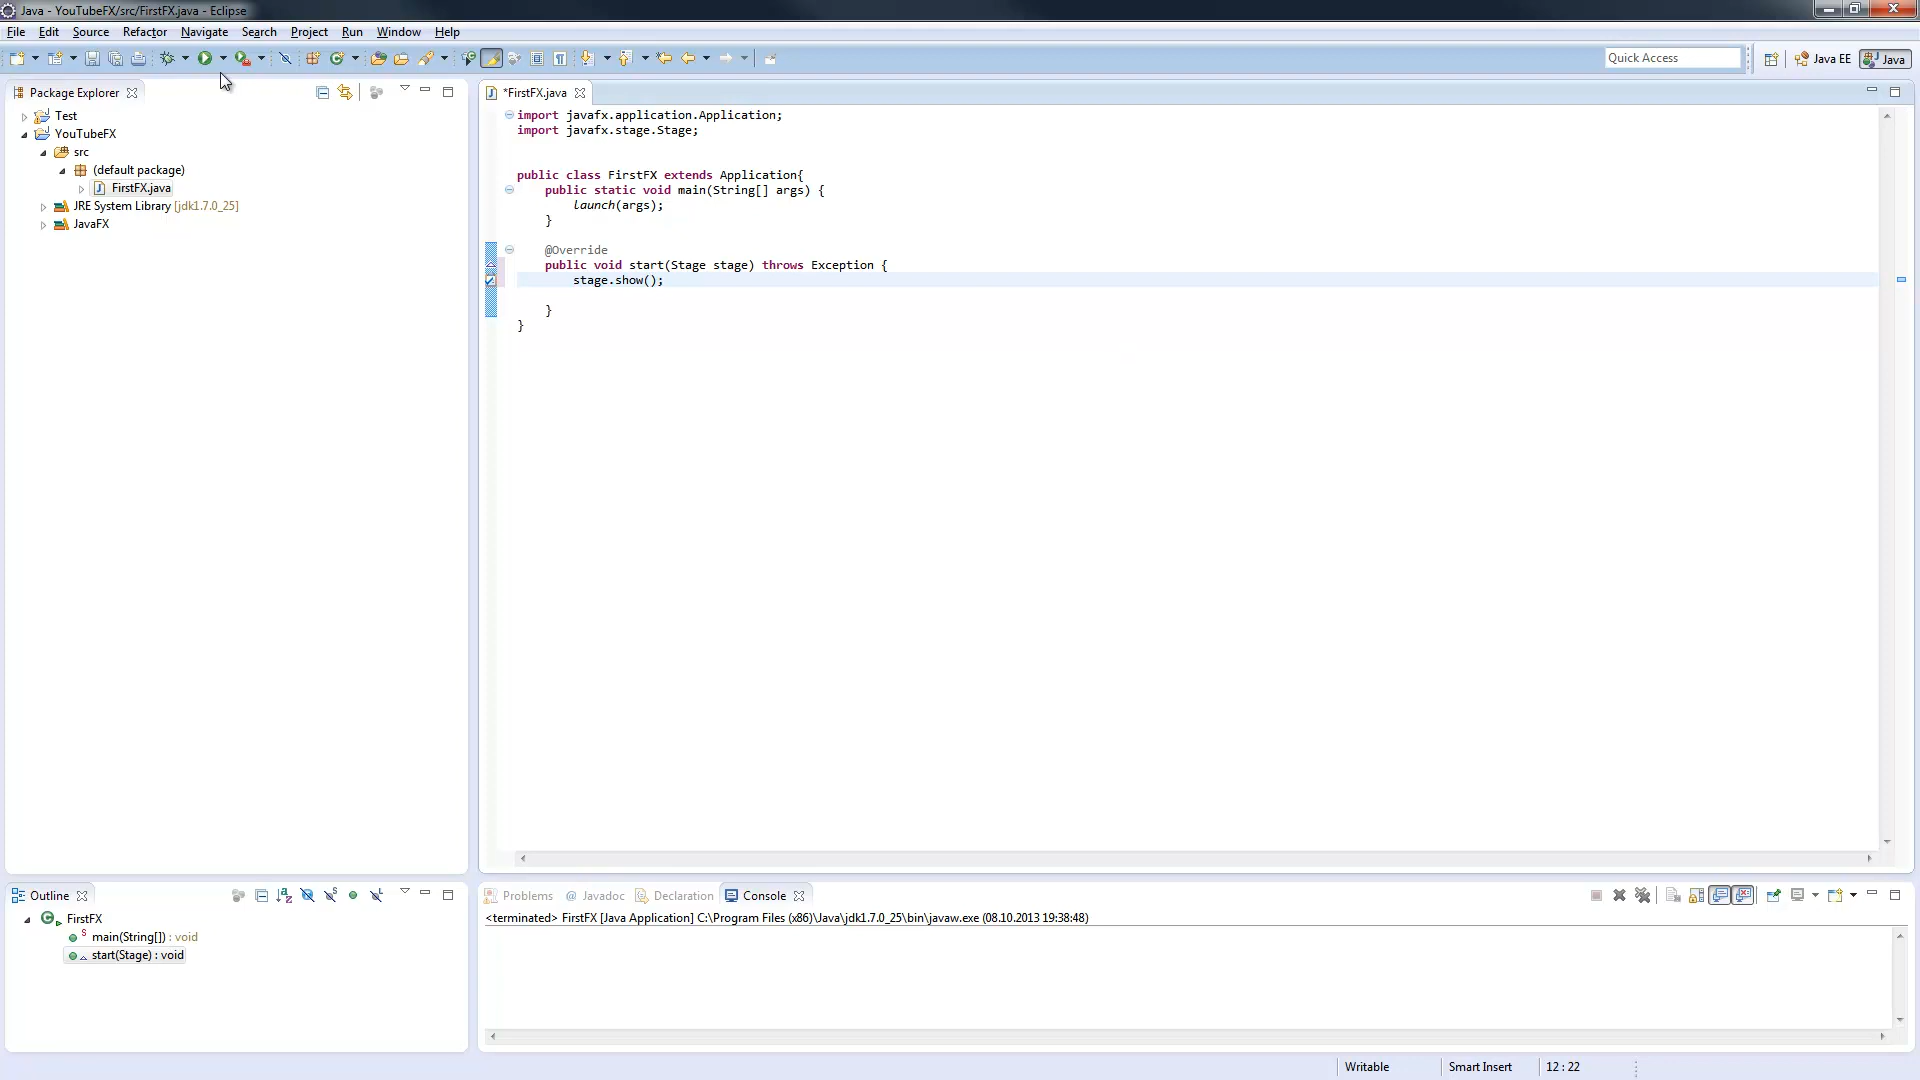 Java - YouTubeFX/src/FirstFX.java - Eclipse
File Edit Source Refactor Navigate Search Project Run Window Help
Quick Access Java EE Java
Package Explorer
Test
YouTubeFX
src
(default package)
FirstFX.java
JRE System Library [jdk1.7.0_25]
JavaFX
*FirstFX.java
import javafx.application.Application;
import javafx.stage.Stage;
public class FirstFX extends Application{
public static void main(String[] args) {
launch(args);
}
@Override
public void start(Stage stage) throws Exception {
stage.show();
}
}
Outline
FirstFX
main(String[]) : void
start(Stage) : void
Problems Javadoc Declaration Console
<terminated> FirstFX [Java Application] C:\Program Files (x86)\Java\jdk1.7.0_25\bin\javaw.exe (08.10.2013 19:38:48)
Writable Smart Insert 12 : 22